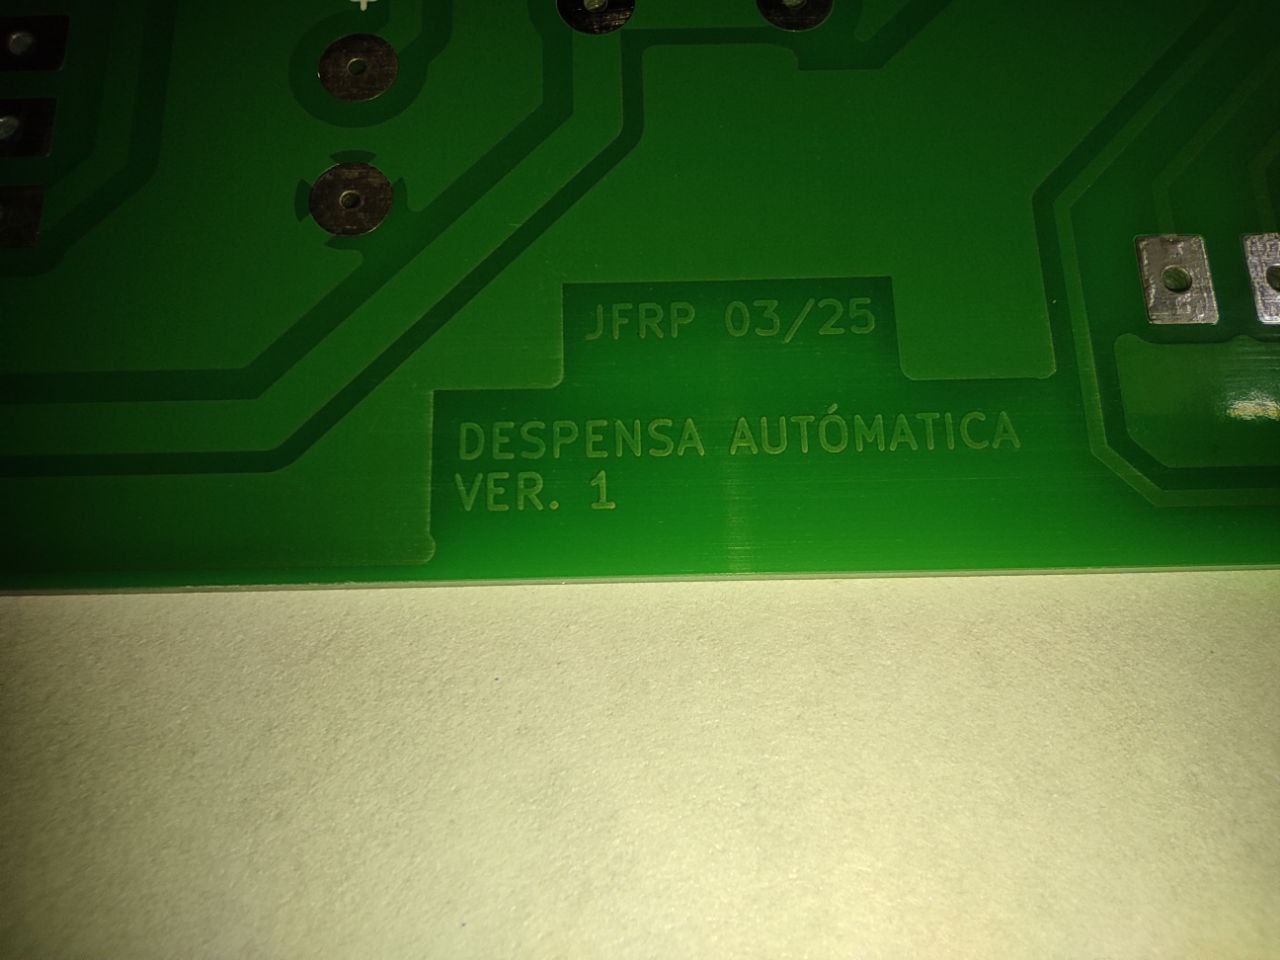 JFRP 03/25
DESPENSA AUTÓMATICA
VER. 1